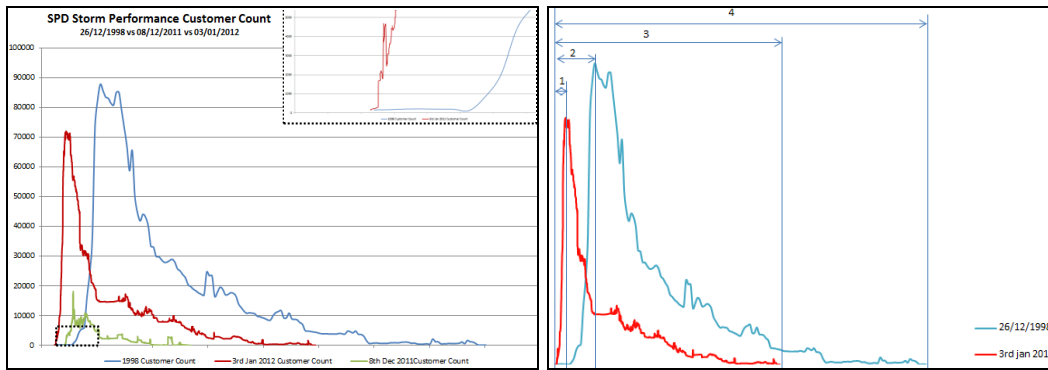 SPD Storm Performance Customer Count
26/12/1998 vs 08/12/2011 vs 03/01/2012
100000
90000
80000
70000
60000
50000
40000
30000
20000
10000
0
1998 Customer Count
3rd Jan 2012 Customer Count
8th Dec 2011Customer Count
4
3
2
1
26/12/1998
3rd jan 201